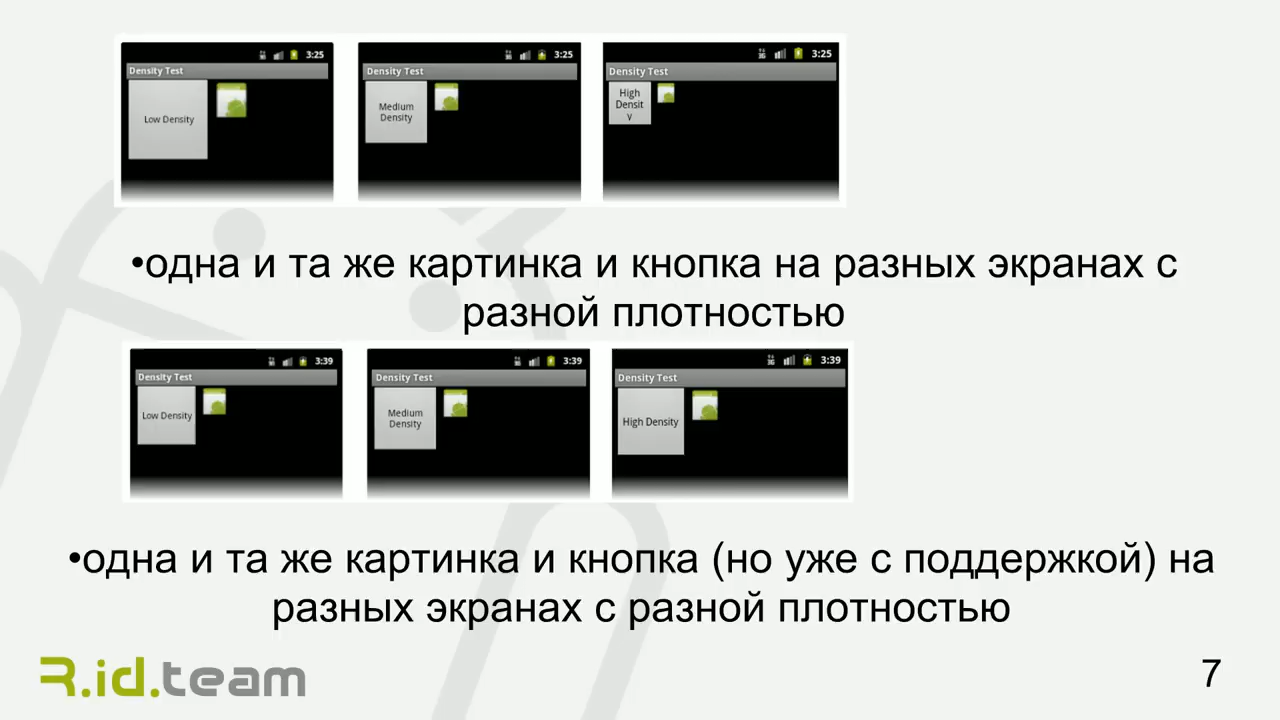 3:25
3:25
3:25
Density Test
Density Test
Density Test
Low Density
Medium
Density
High
Densit
y
•одна и та же картинка и кнопка на разных экранах с
разной плотностью
3:39
3:39
3:39
Density Test
Density Test
Density Test
Low Density
Medium
Density
High Density
•одна и та же картинка и кнопка (но уже с поддержкой) на
разных экранах с разной плотностью
R.id.team
7